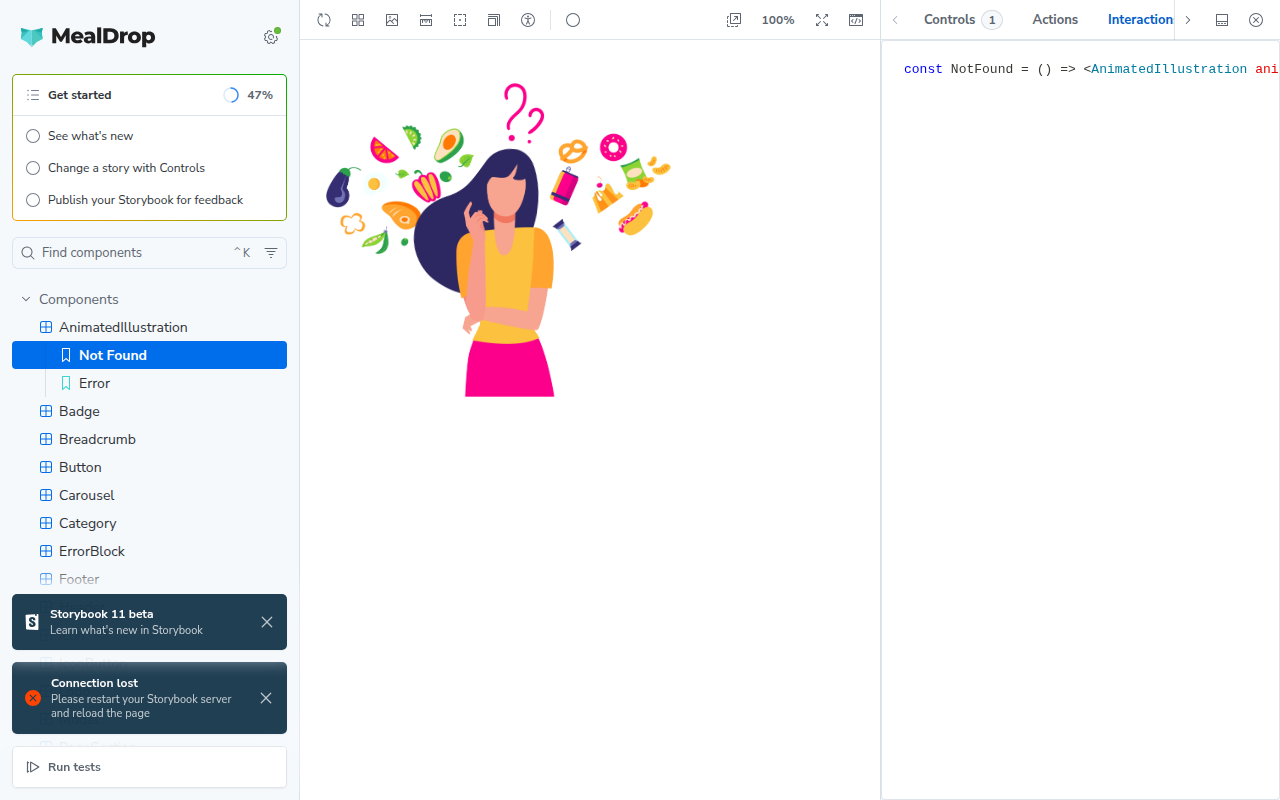 MealDrop
Get started
47%
See what's new
Change a story with Controls
Publish your Storybook for feedback
Find components
^ K
Components
AnimatedIllustration
Not Found
Error
Badge
Breadcrumb
Button
Carousel
Category
ErrorBlock
Footer
Storybook 11 beta
Learn what's new in Storybook
Connection lost
Please restart your Storybook server
and reload the page
Run tests
100%
Controls 1
Actions
Interaction
const NotFound = () => <AnimatedIllustration ani